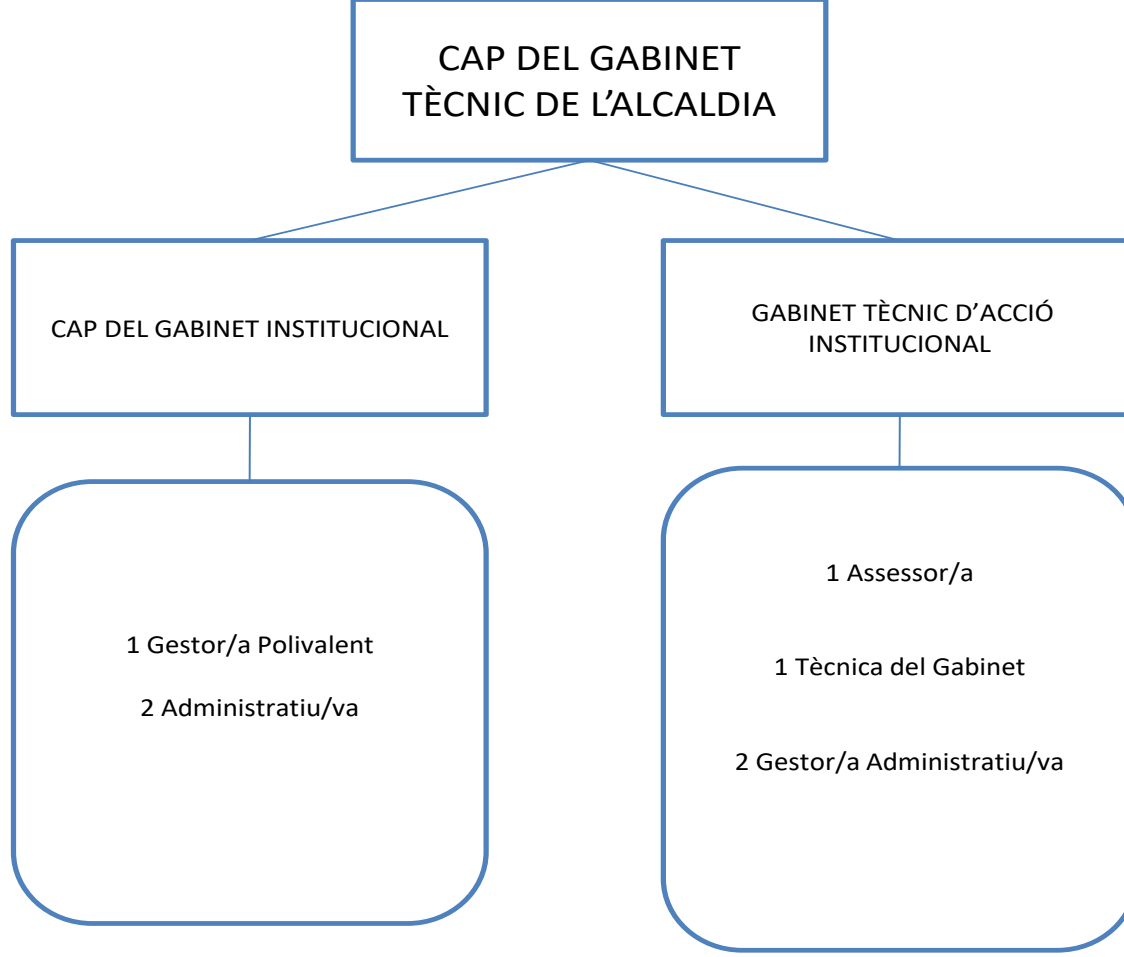 CAP DEL GABINET
TÈCNIC DE L’ALCALDIA
CAP DEL GABINET INSTITUCIONAL
GABINET TÈCNIC D’ACCIÓ
INSTITUCIONAL
1 Gestor/a Polivalent
2 Administratiu/va
1 Assessor/a
1 Tècnica del Gabinet
2 Gestor/a Administratiu/va